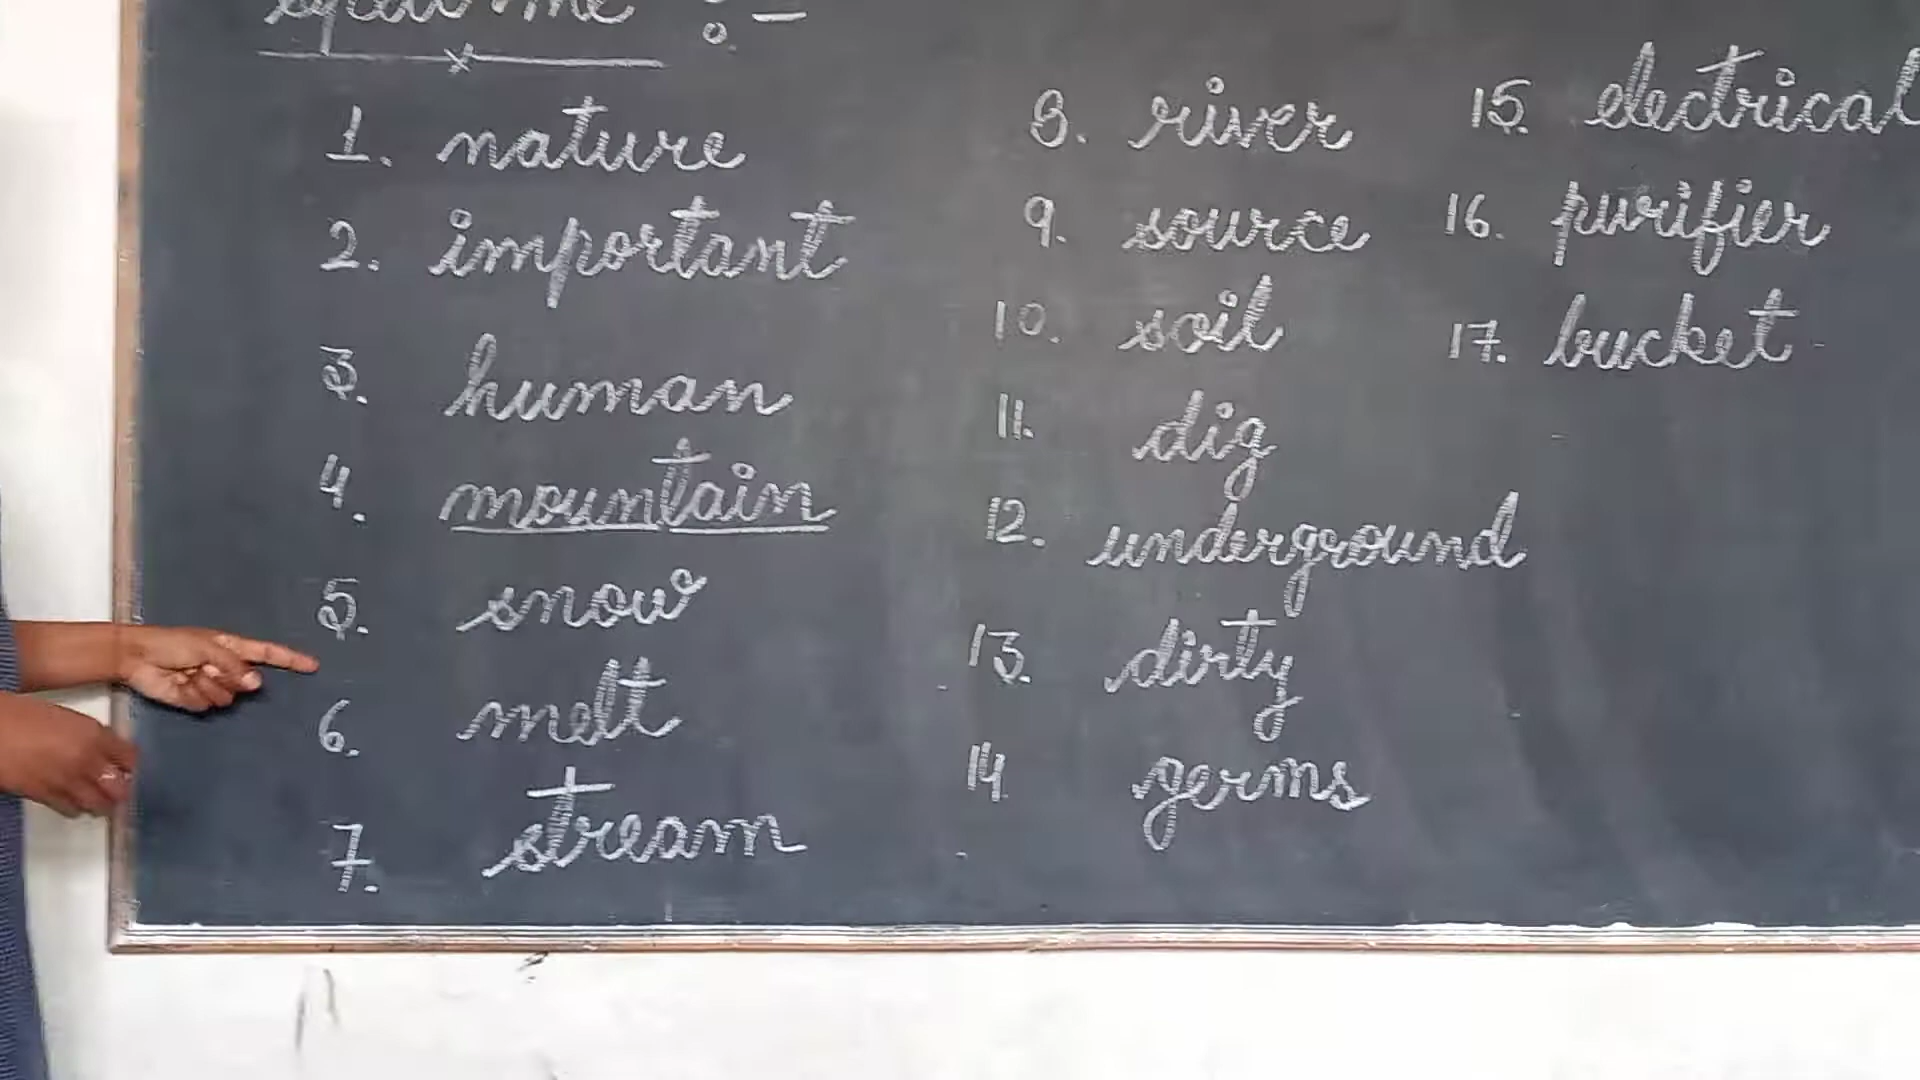 me :-
1. nature
2. important
3. human
4. mountain
5. snow
6. melt
7. stream
8. river
9. source
10. soil
11. dig
12. underground
13. dirty
14. germs
15. electrical
16. purifier
17. bucket